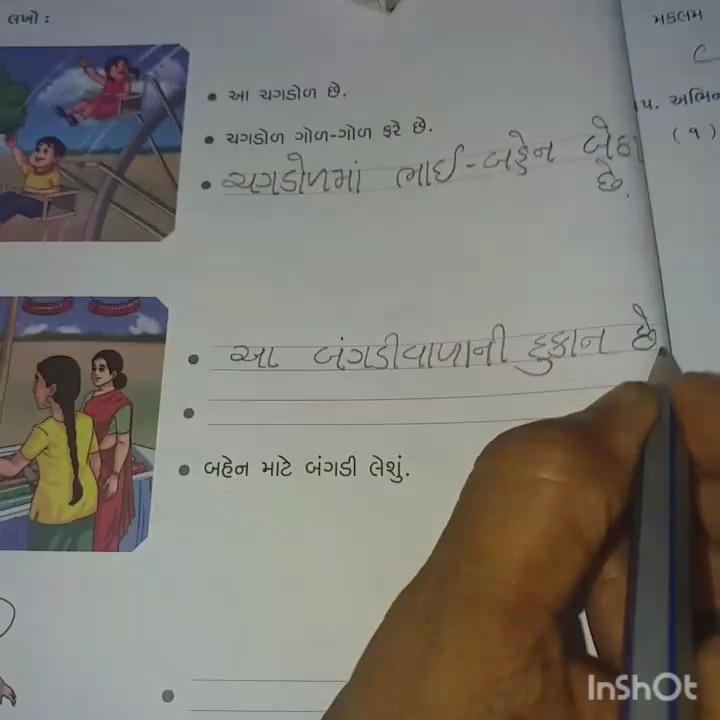 લખો :
આ ચગડોળ છે.
ચગડોળ ગોળ-ગોળ ફરે છે.
ચગડોળમાં ભાઈ-બહેન બેઠા
છે.
આ બંગડીવાળાની દુકાન છે
બહેન માટે બંગડી લેશું.
મકલમ
૫. અભિન
(૧)
InShOt